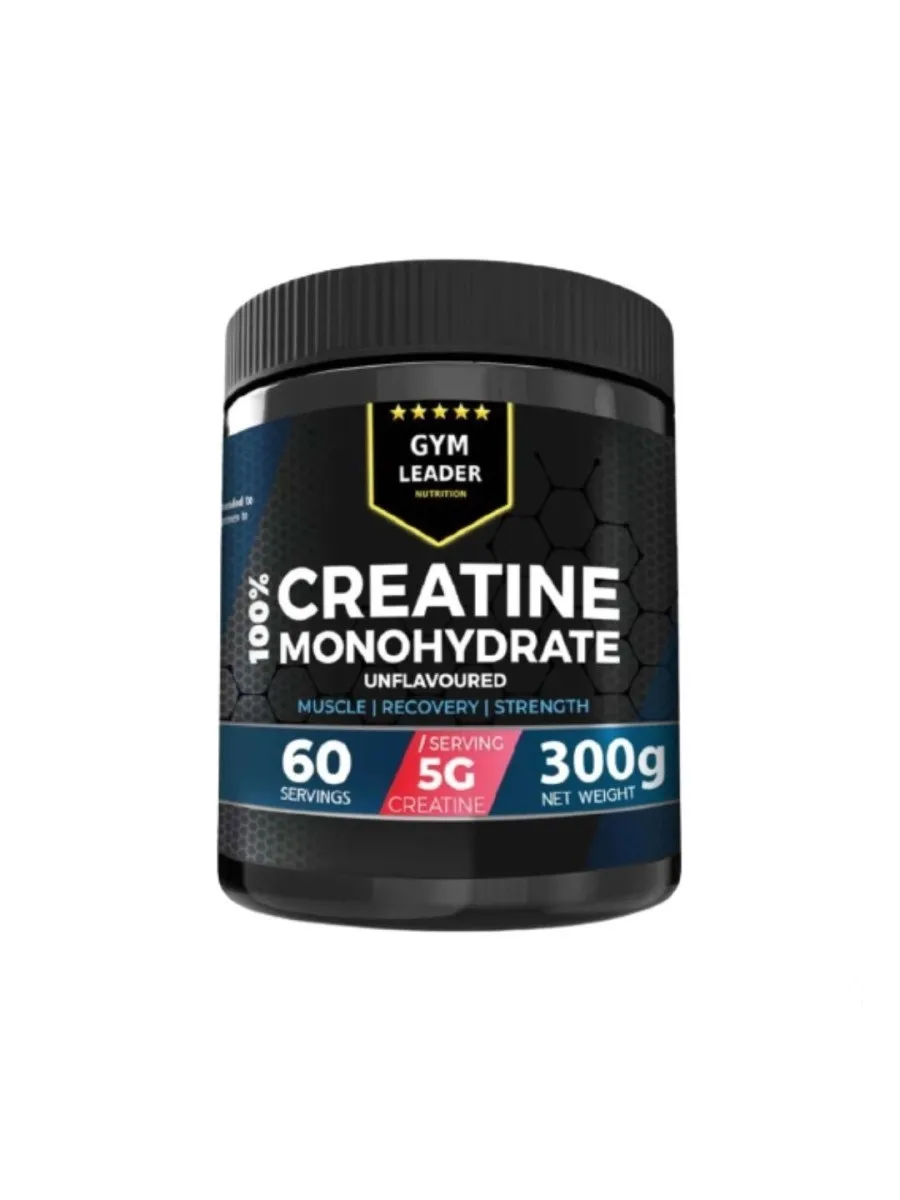 GYM
LEADER
NUTRITION
100%
CREATINE
MONOHYDRATE
UNFLAVOURED
MUSCLE | RECOVERY | STRENGTH
60
SERVINGS
/ SERVING
5G
CREATINE
300g
NET WEIGHT